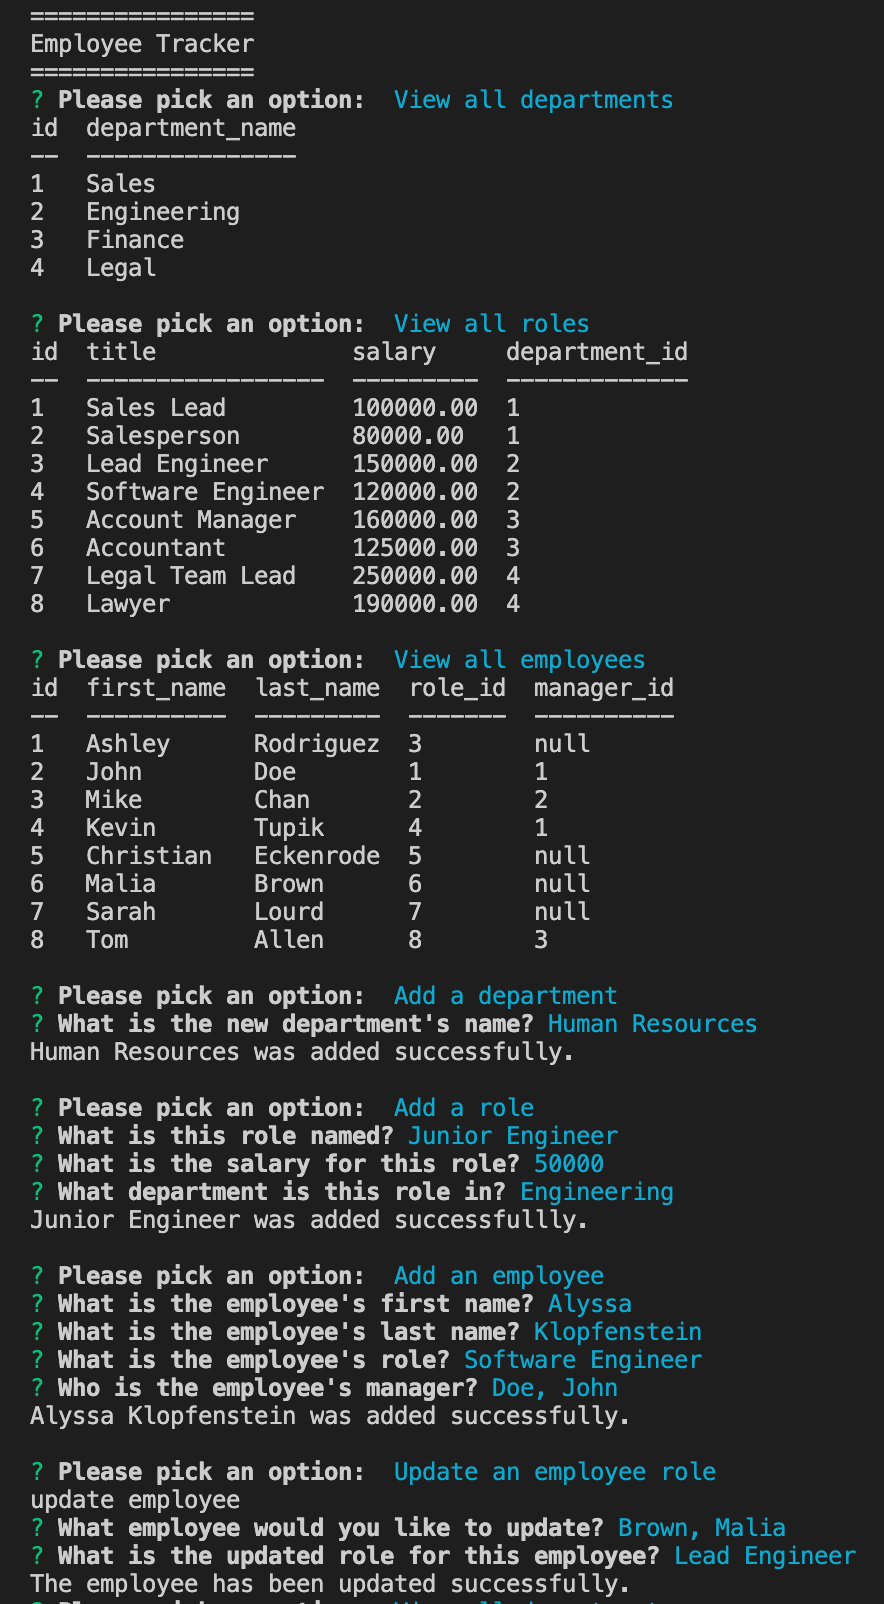 ================
Employee Tracker
================
? Please pick an option:  View all departments
id  department_name
--  ---------------
1   Sales
2   Engineering
3   Finance
4   Legal

? Please pick an option:  View all roles
id  title              salary     department_id
--  -----------------  ---------  -------------
1   Sales Lead         100000.00  1
2   Salesperson        80000.00   1
3   Lead Engineer      150000.00  2
4   Software Engineer  120000.00  2
5   Account Manager    160000.00  3
6   Accountant         125000.00  3
7   Legal Team Lead    250000.00  4
8   Lawyer             190000.00  4

? Please pick an option:  View all employees
id  first_name  last_name  role_id  manager_id
--  ----------  ---------  -------  ----------
1   Ashley      Rodriguez  3        null
2   John        Doe        1        1
3   Mike        Chan       2        2
4   Kevin       Tupik      4        1
5   Christian   Eckenrode  5        null
6   Malia       Brown      6        null
7   Sarah       Lourd      7        null
8   Tom         Allen      8        3

? Please pick an option:  Add a department
? What is the new department's name? Human Resources
Human Resources was added successfully.

? Please pick an option:  Add a role
? What is this role named? Junior Engineer
? What is the salary for this role? 50000
? What department is this role in? Engineering
Junior Engineer was added successfullly.

? Please pick an option:  Add an employee
? What is the employee's first name? Alyssa
? What is the employee's last name? Klopfenstein
? What is the employee's role? Software Engineer
? Who is the employee's manager? Doe, John
Alyssa Klopfenstein was added successfully.

? Please pick an option:  Update an employee role
update employee
? What employee would you like to update? Brown, Malia
? What is the updated role for this employee? Lead Engineer
The employee has been updated successfully.